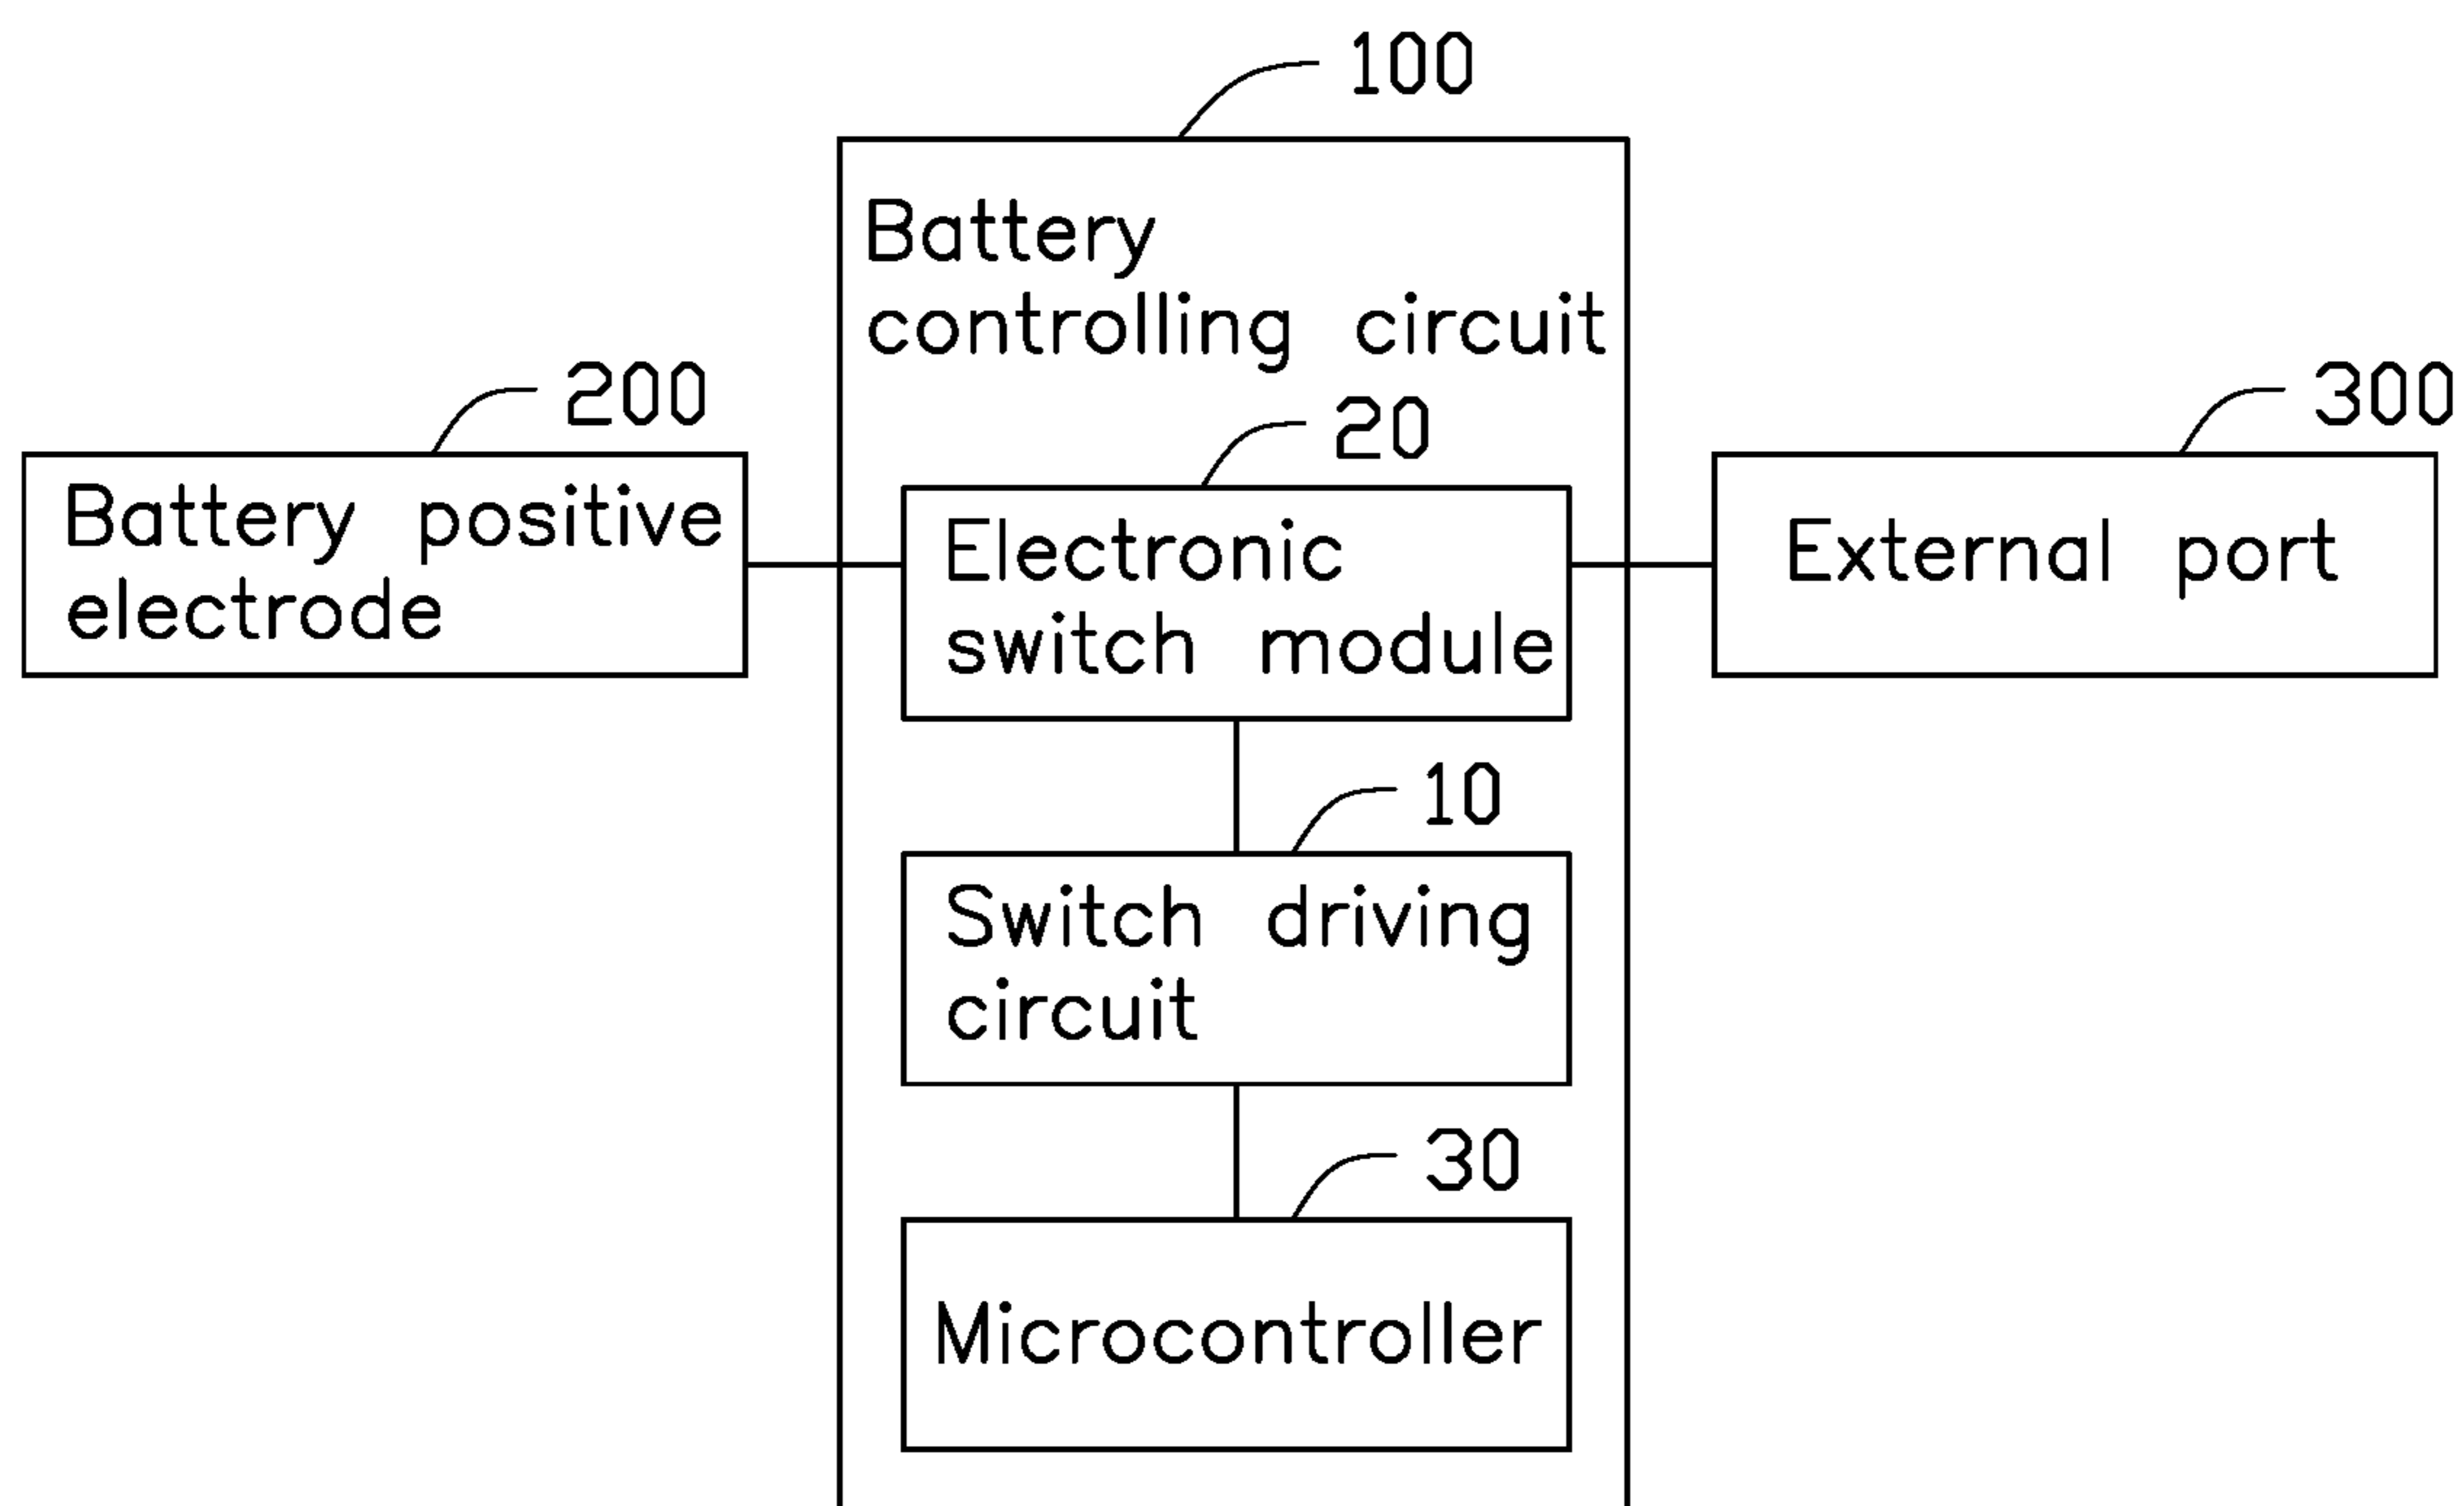 100
Battery
controlling circuit
200
Battery positive
electrode
20
Electronic
switch module
300
External port
10
Switch driving
circuit
30
Microcontroller